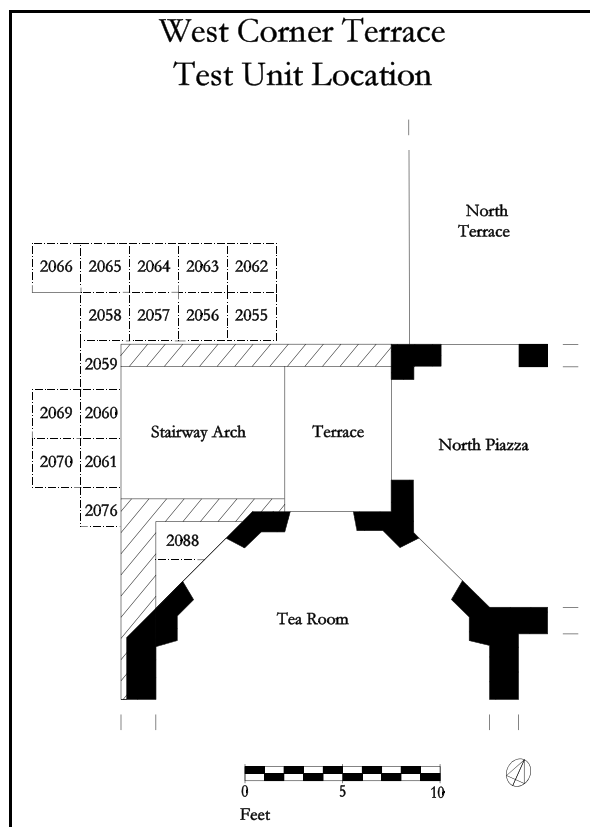 West Corner Terrace
Test Unit Location
North
Terrace
2066 2065 2064 2063 2062
2058 2057 2056 2055
2059
2069 2060
Stairway Arch Terrace
North Piazza
2070 2061
2076
2088
Tea Room
0 5 10
Feet